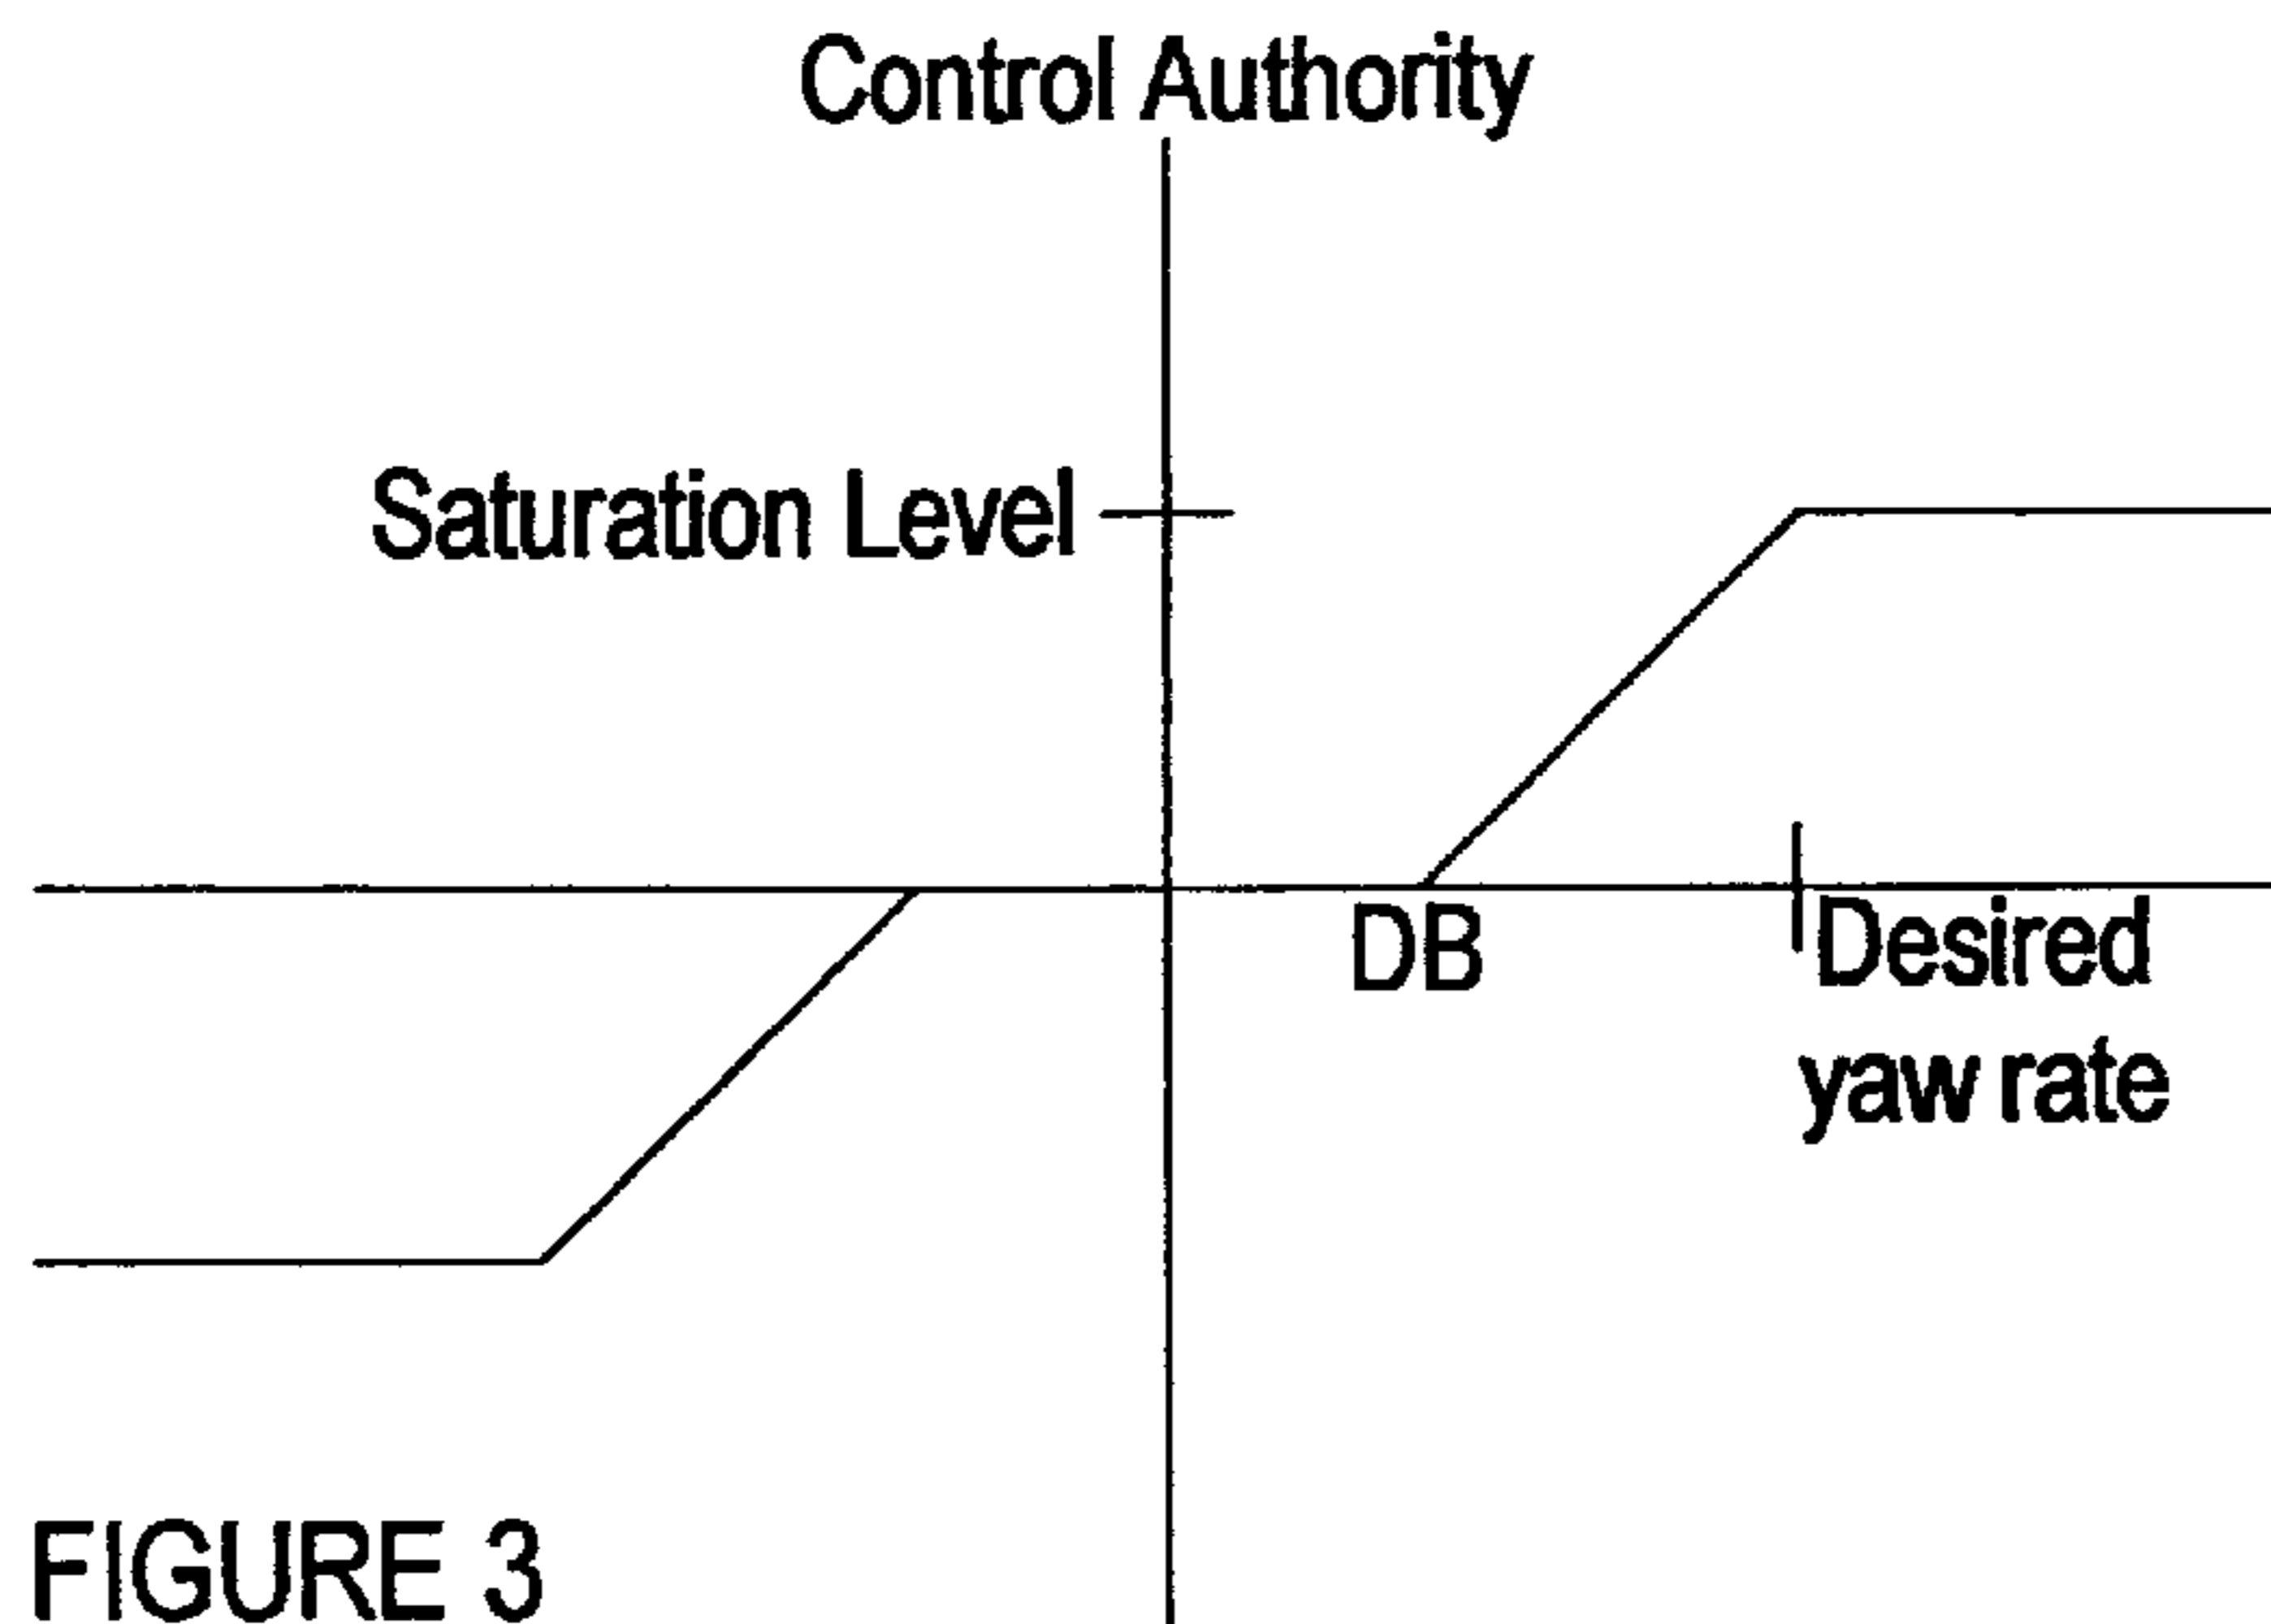 Control Authority
Saturation Level
DB
Desired
yaw rate
FIGURE 3